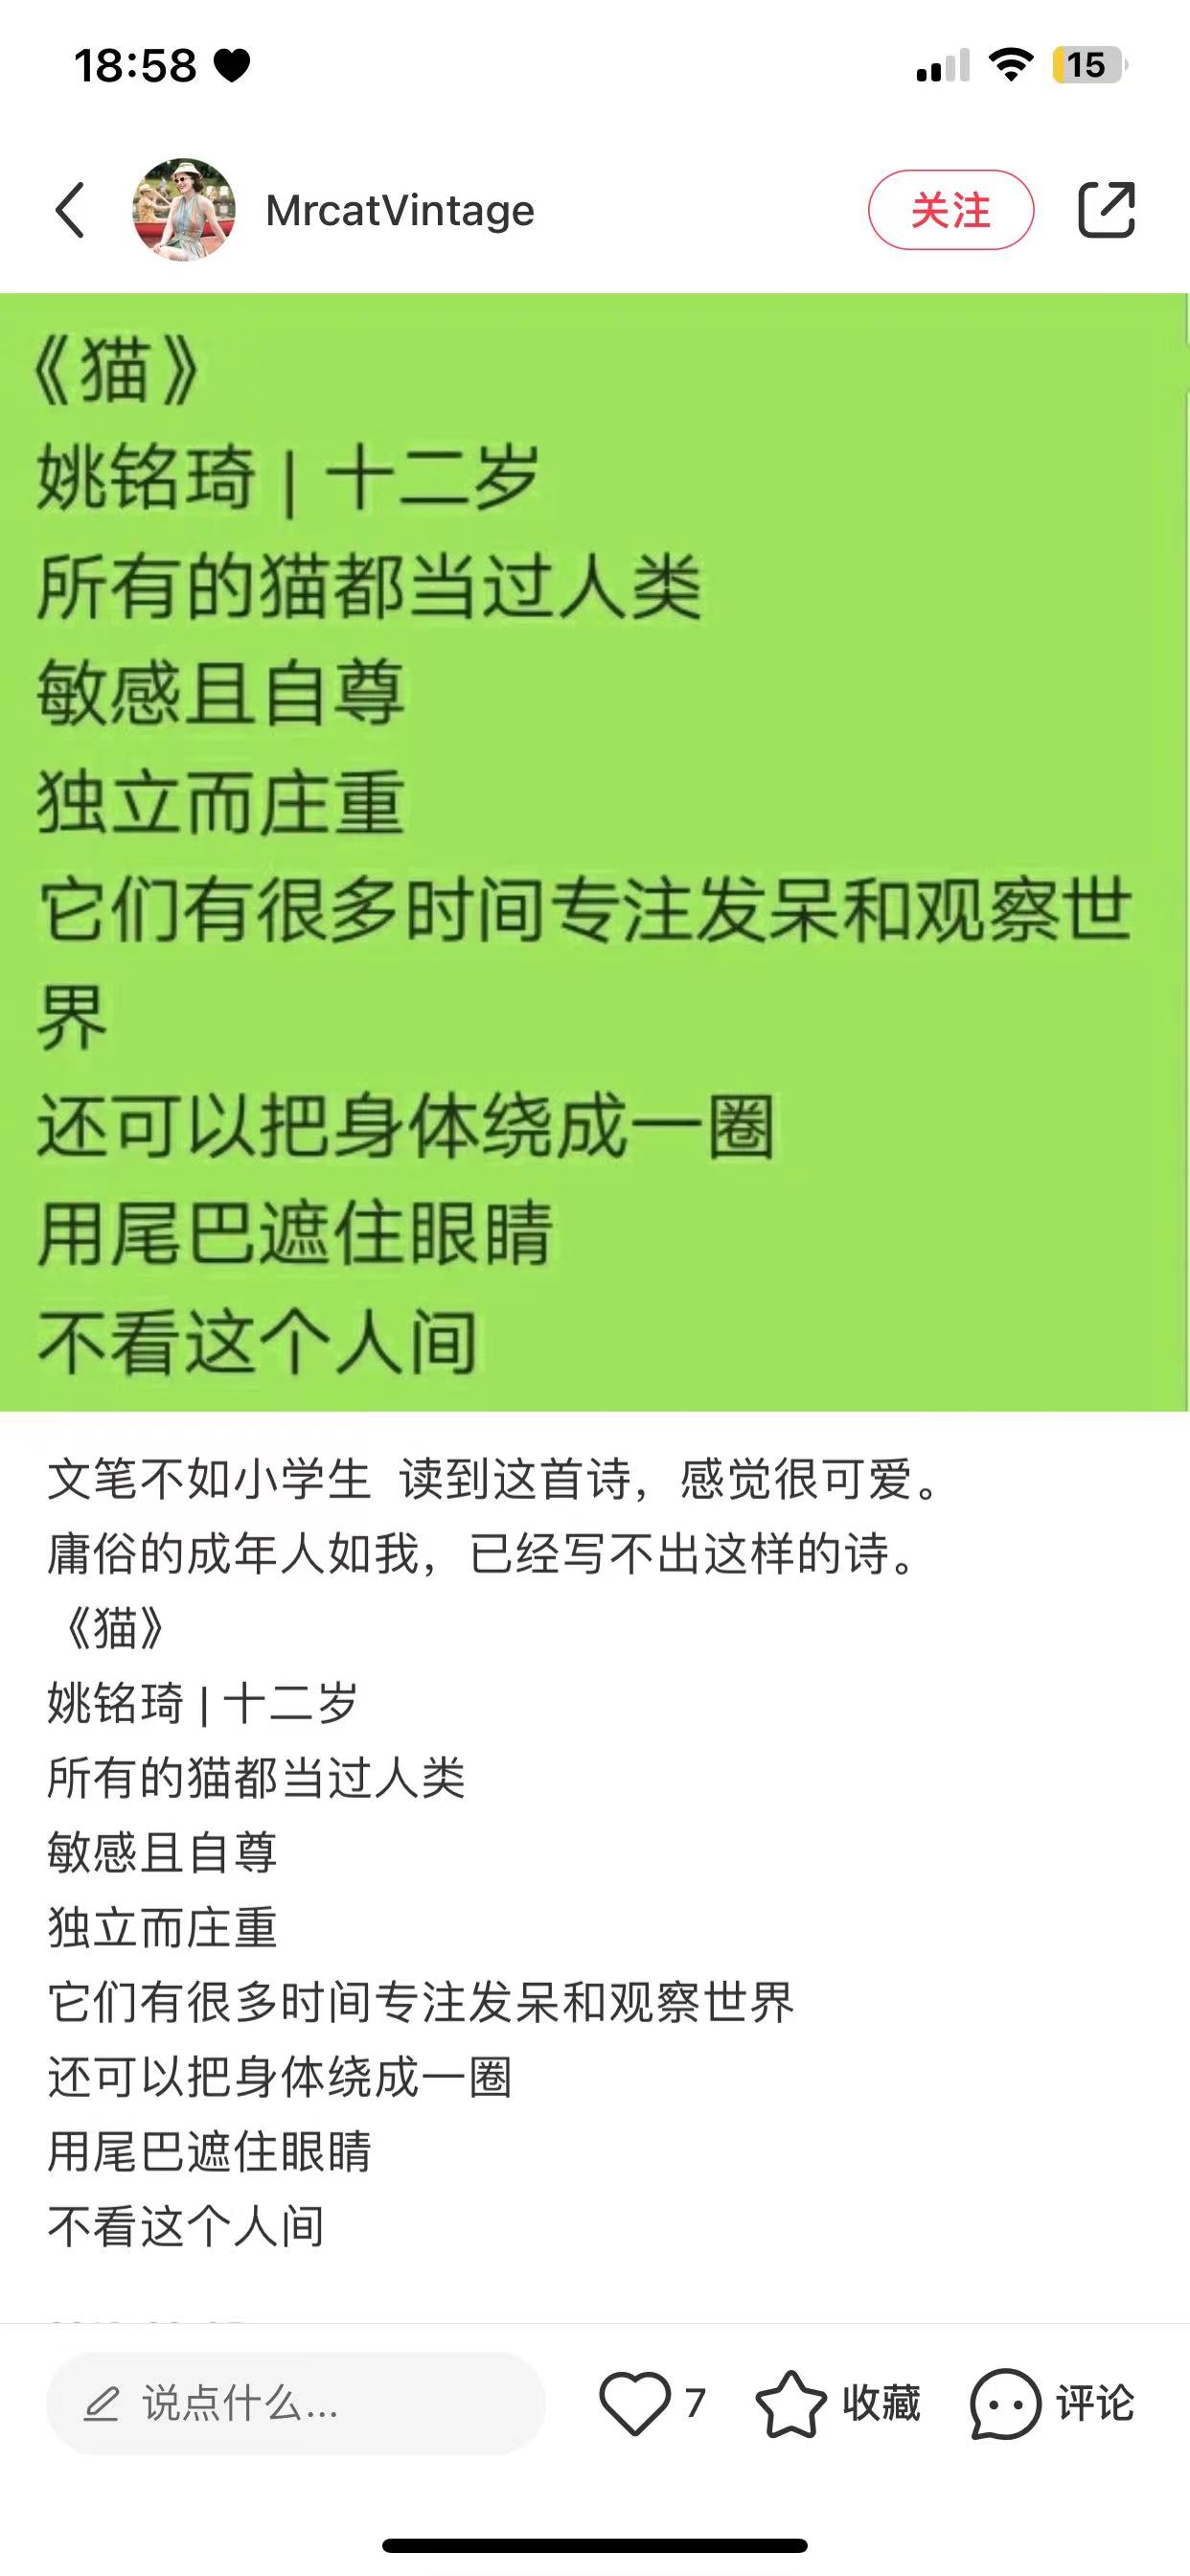 18:58
15
MrcatVintage
关注
《猫》
姚铭琦 | 十二岁
所有的猫都当过人类
敏感且自尊
独立而庄重
它们有很多时间专注发呆和观察世
界
还可以把身体绕成一圈
用尾巴遮住眼睛
不看这个人间
文笔不如小学生 读到这首诗，感觉很可爱。
庸俗的成年人如我，已经写不出这样的诗。
《猫》
姚铭琦 | 十二岁
所有的猫都当过人类
敏感且自尊
独立而庄重
它们有很多时间专注发呆和观察世界
还可以把身体绕成一圈
用尾巴遮住眼睛
不看这个人间
说点什么...
7
收藏
评论